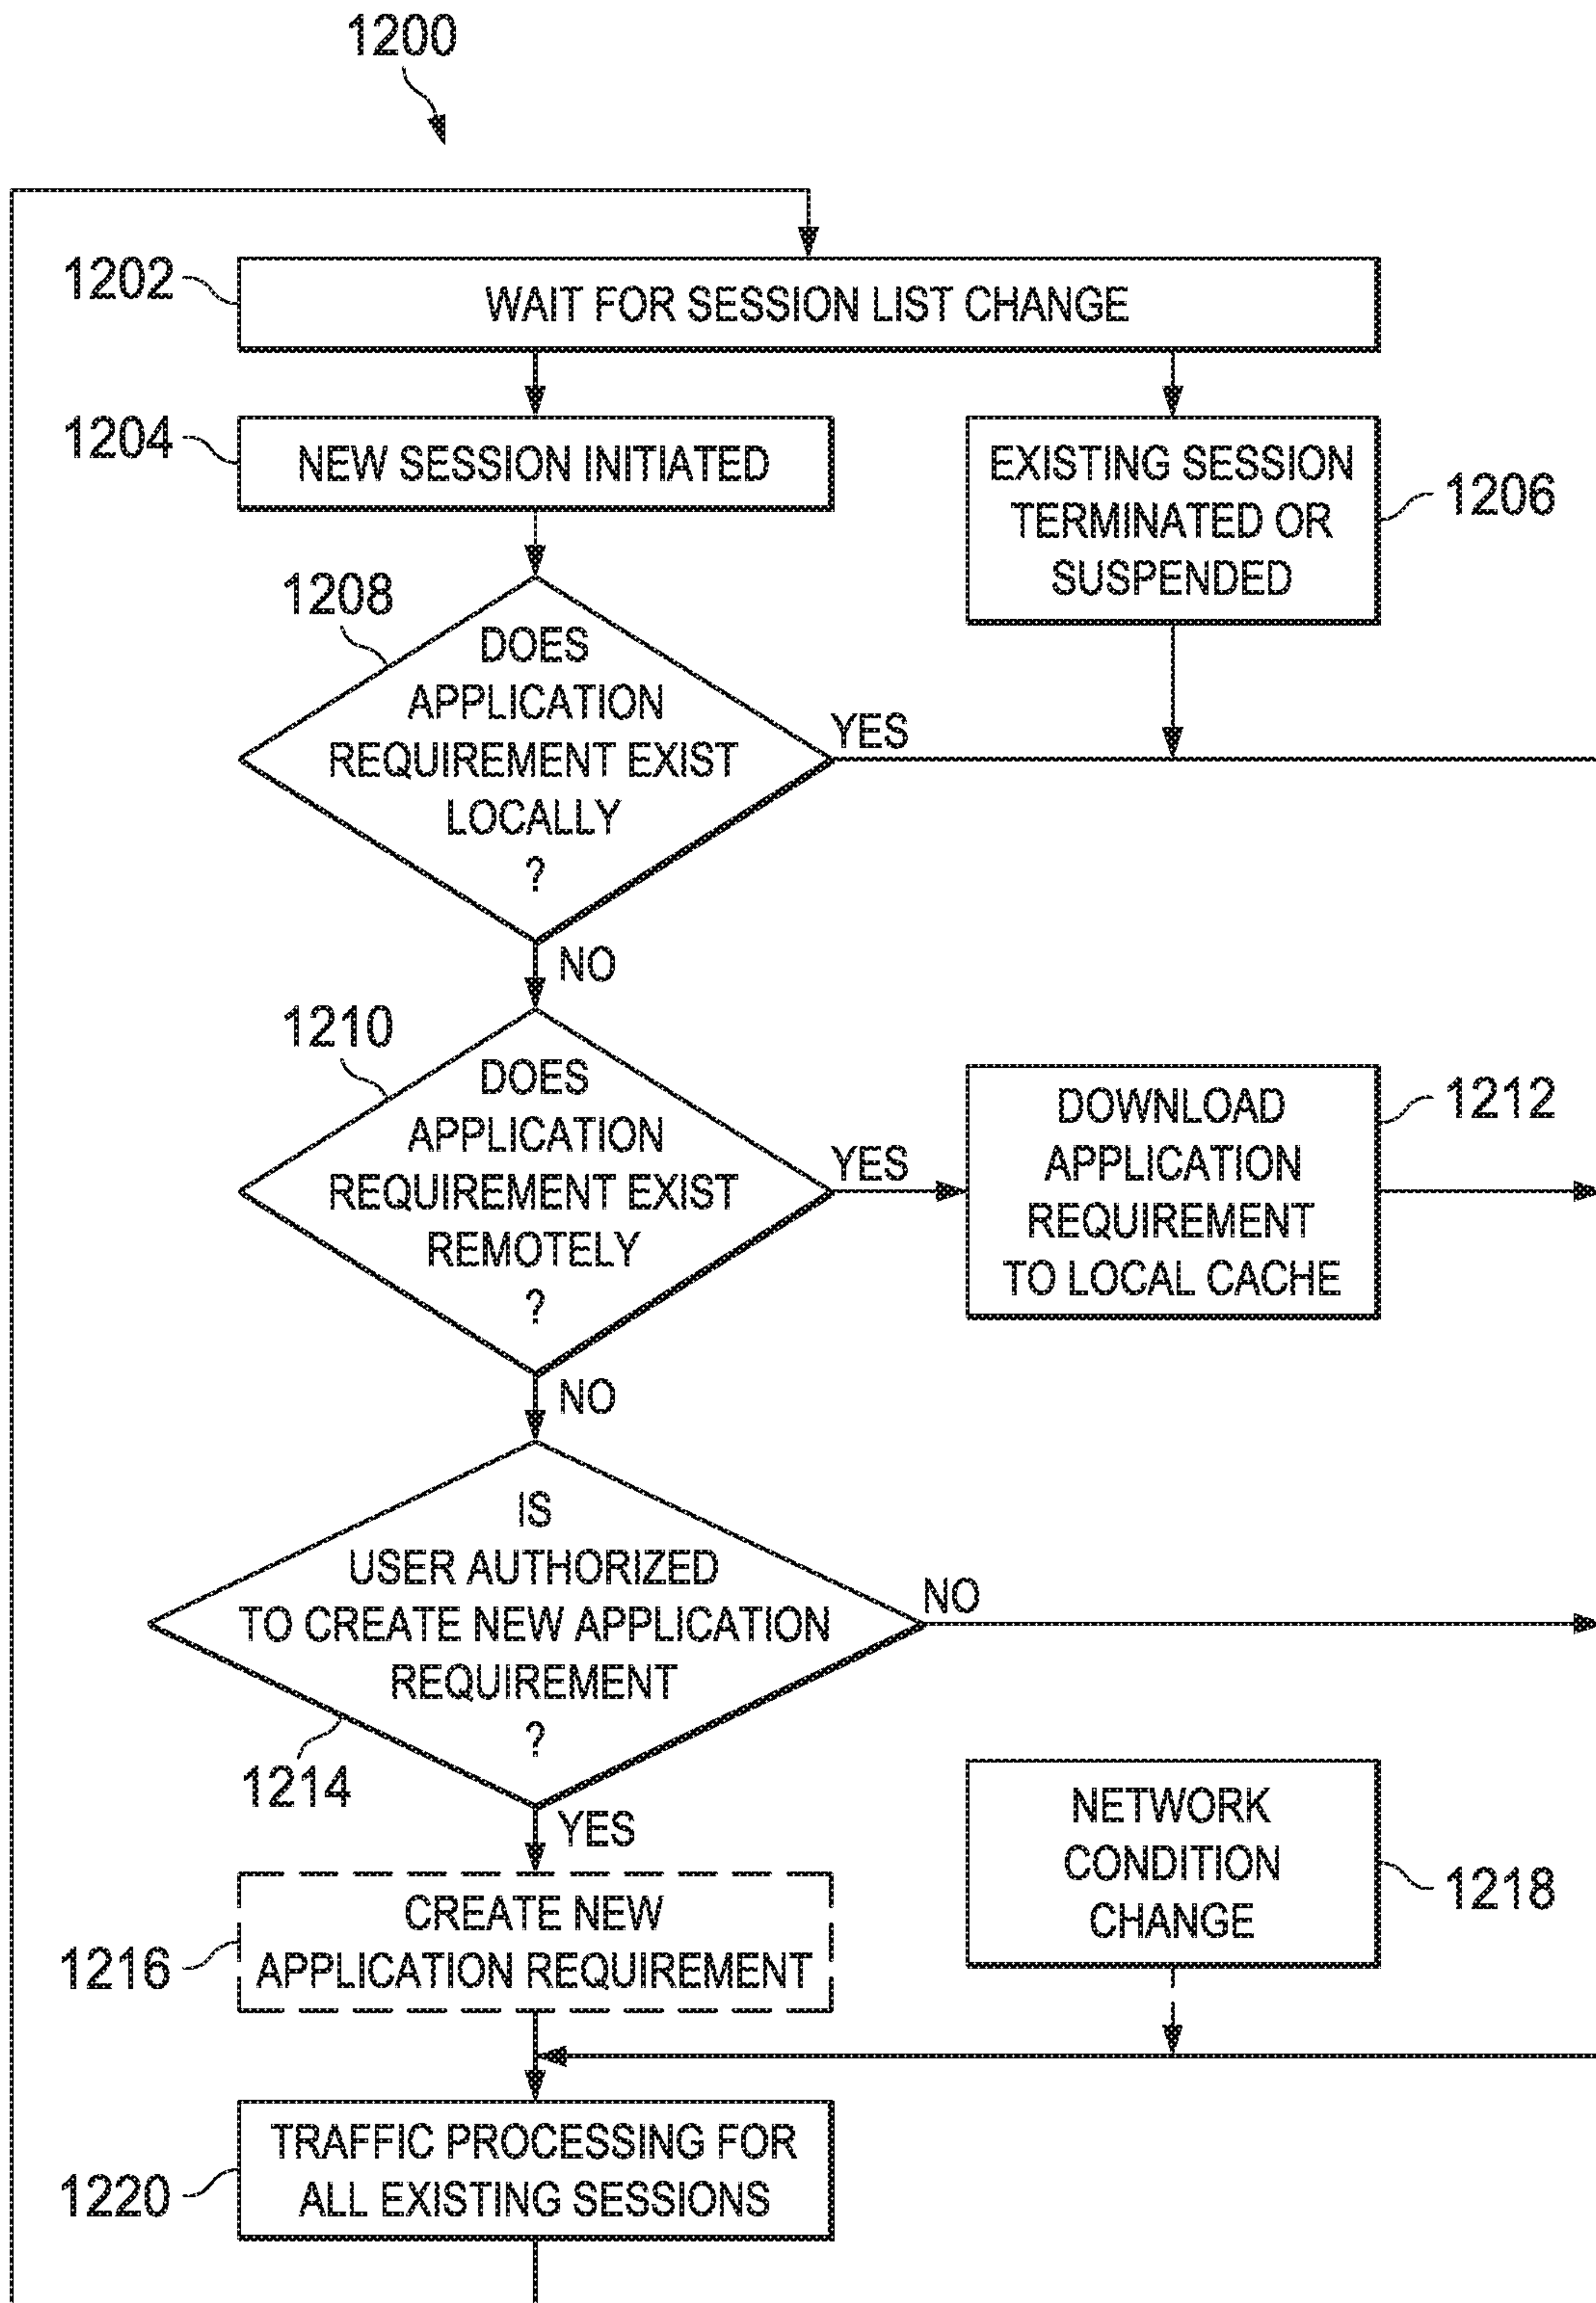 1200
1202
WAIT FOR SESSION LIST CHANGE
1204
NEW SESSION INITIATED
EXISTING SESSION
TERMINATED OR
SUSPENDED
1206
1208
DOES
APPLICATION
REQUIREMENT EXIST
LOCALLY
?
YES
NO
1210
DOES
APPLICATION
REQUIREMENT EXIST
REMOTELY
?
YES
DOWNLOAD
APPLICATION
REQUIREMENT
TO LOCAL CACHE
1212
NO
IS
USER AUTHORIZED
TO CREATE NEW APPLICATION
REQUIREMENT
?
NO
1214
YES
NETWORK
CONDITION
CHANGE
1218
CREATE NEW
APPLICATION REQUIREMENT
1216
TRAFFIC PROCESSING FOR
ALL EXISTING SESSIONS
1220